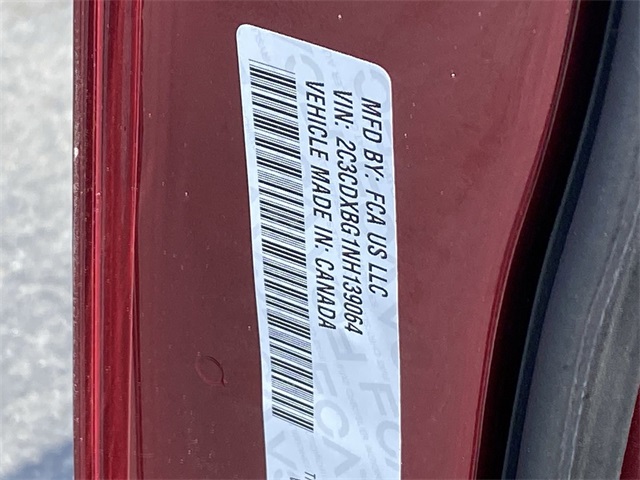 MFD BY: FCA US LLC
VIN: 2C3CDXBG1NH139064
VEHICLE MADE IN: CANADA